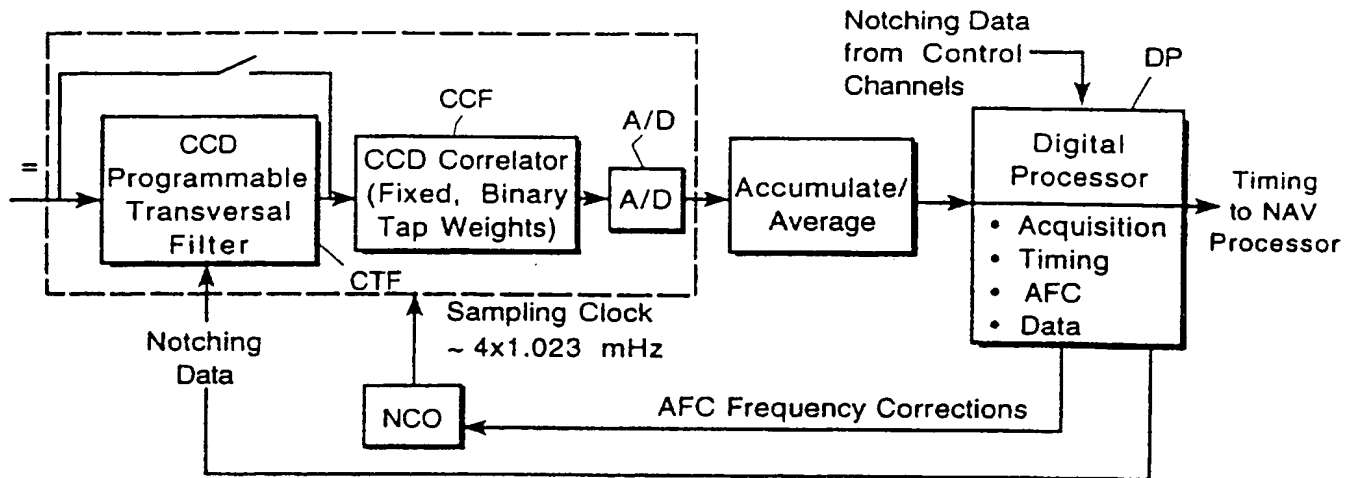 Notching Data
from Control
Channels
DP
CCF
A/D
=
CCD
Programmable
Transversal
Filter
CCD Correlator
(Fixed, Binary
Tap Weights)
A/D
Accumulate/
Average
Digital
Processor
• Acquisition
• Timing
• AFC
• Data
Timing
to NAV
Processor
CTF
Sampling Clock
~ 4x1.023 mHz
Notching
Data
NCO
AFC Frequency Corrections